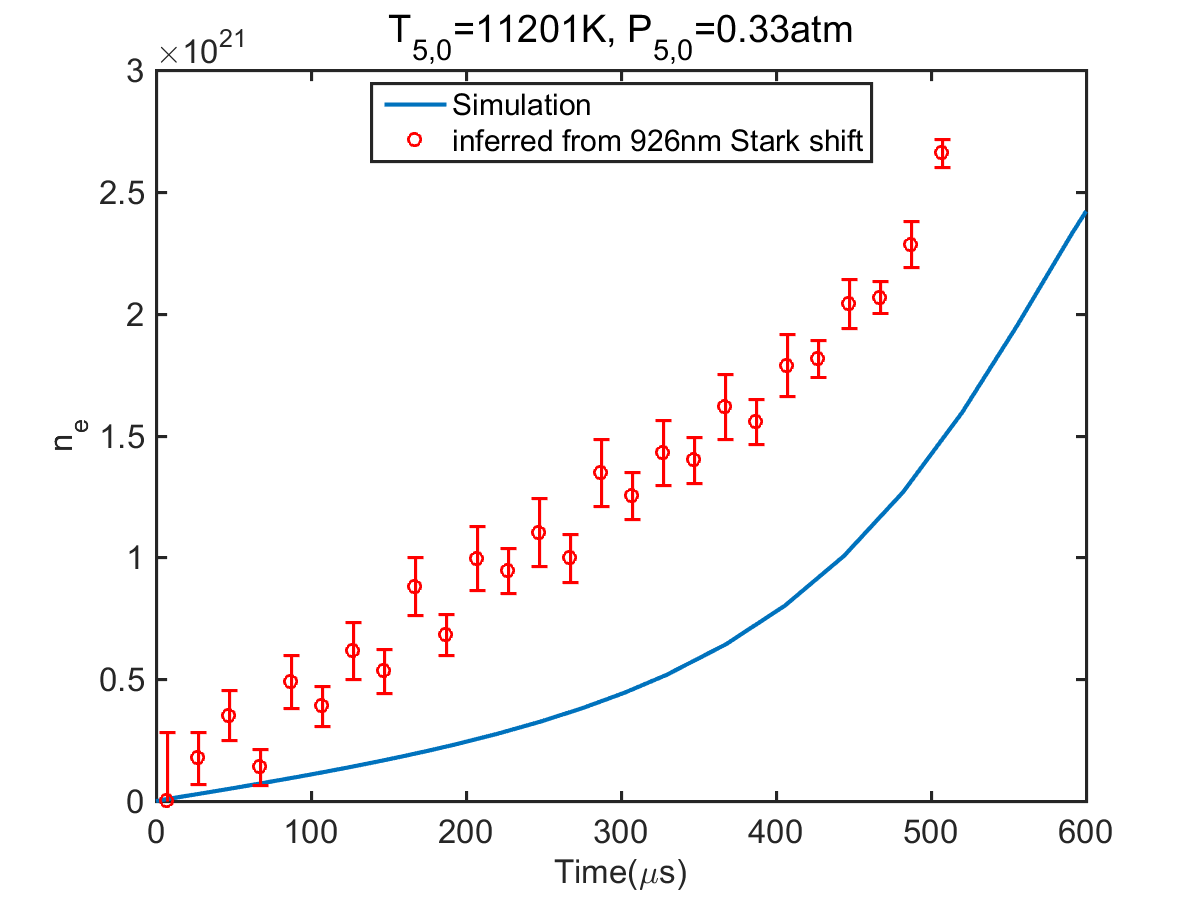 T5,0=11201K, P5,0=0.33atm
×10^21
Simulation
inferred from 926nm Stark shift
3
2.5
2
1.5
1
0.5
0
ne
0 100 200 300 400 500 600
Time(μs)